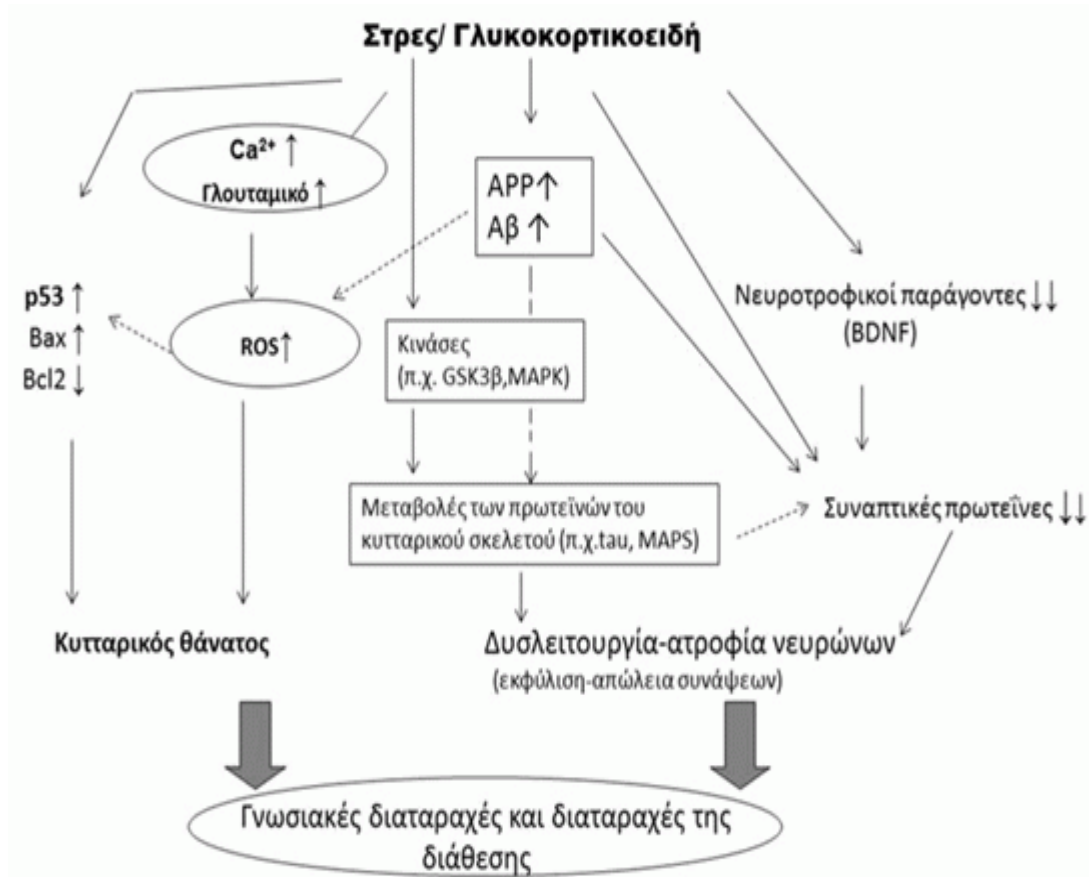 Στρες/ Γλυκοκορτικοειδή
Ca²⁺ ↑
Γλουταμικό ↑
APP ↑
Aβ ↑
p53 ↑
Bax ↑
Bcl2 ↓
ROS ↑
Κινάσες
(π.χ. GSK3β,MAPK)
Νευροτροφικοί παράγοντες ↓↓
(BDNF)
Μεταβολές των πρωτεϊνών του
κυτταρικού σκελετού (π.χ.tau, MAPS)
Συναπτικές πρωτεΐνες ↓↓
Κυτταρικός θάνατος
Δυσλειτουργία-ατροφία νευρώνων
(εκφύλιση-απώλεια συνάψεων)
Γνωσιακές διαταραχές και διαταραχές της
διάθεσης